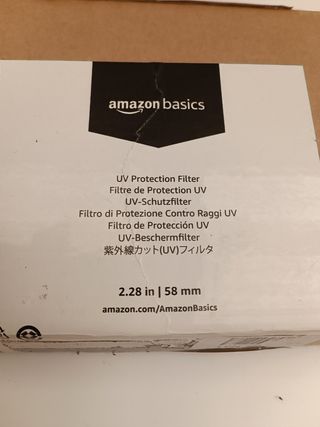 amazon basics
UV Protection Filter
Filtre de Protection UV
UV-Schutzfilter
Filtro di Protezione Contro Raggi UV
Filtro de Protección UV
UV-Beschermfilter
紫外線カット(UV)フィルタ
2.28 in | 58 mm
amazon.com/AmazonBasics